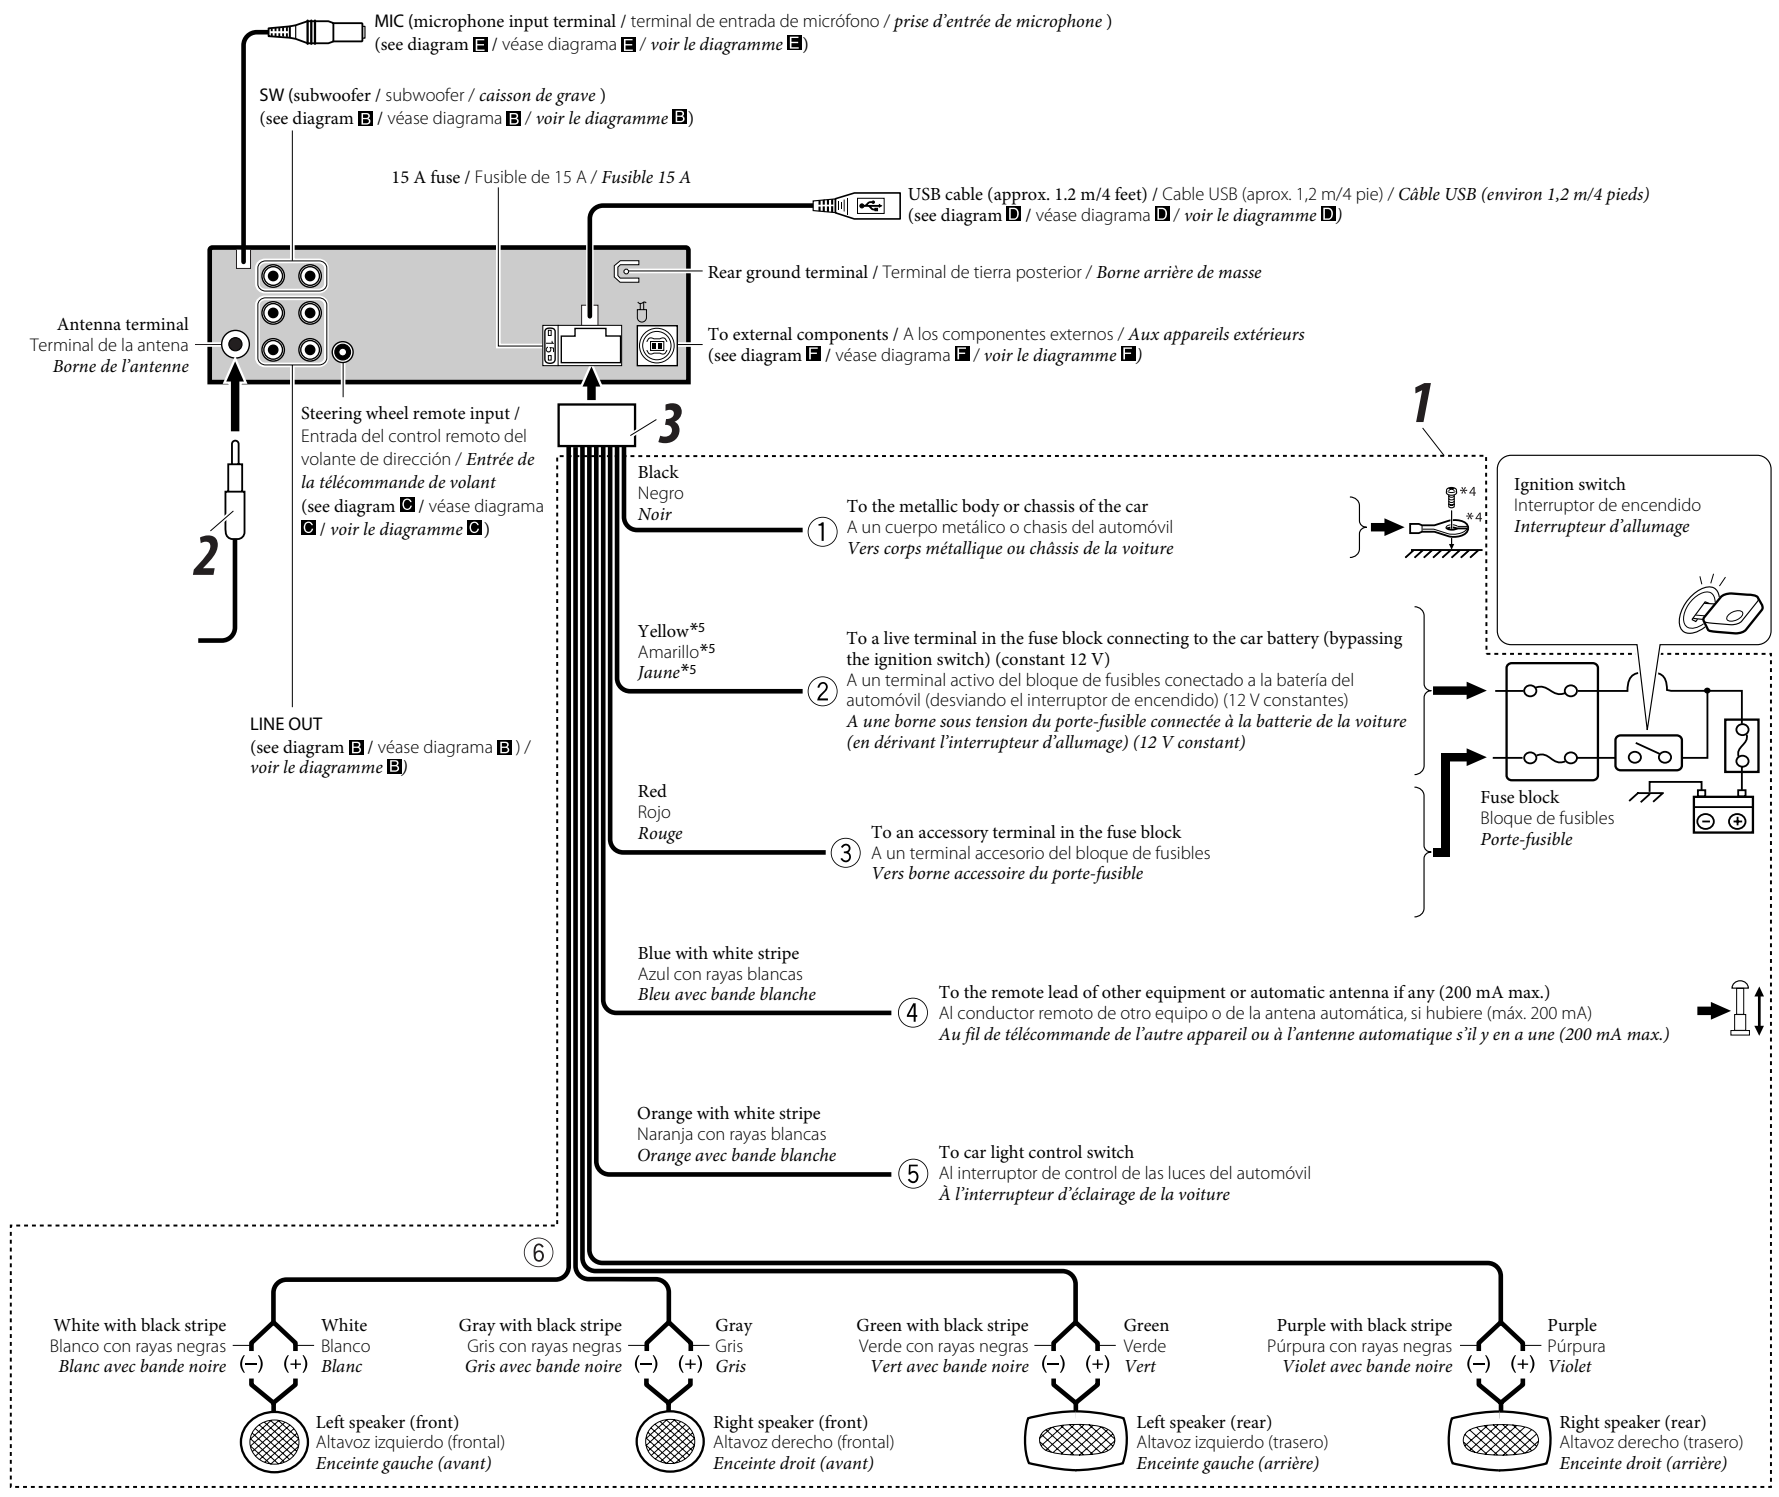 MIC (microphone input terminal / terminal de entrada de micrófono / prise d'entrée de microphone )
(see diagram E / véase diagrama E / voir le diagramme E)
SW (subwoofer / subwoofer / caisson de grave )
(see diagram B / véase diagrama B / voir le diagramme B)
15 A fuse / Fusible de 15 A / Fusible 15 A
USB cable (approx. 1.2 m/4 feet) / Cable USB (aprox. 1,2 m/4 pie) / Câble USB (environ 1,2 m/4 pieds)
(see diagram D / véase diagrama D / voir le diagramme D)
Rear ground terminal / Terminal de tierra posterior / Borne arrière de masse
Antenna terminal
Terminal de la antena
Borne de l'antenne
15
To external components / A los componentes externos / Aux appareils extérieurs
(see diagram F / véase diagrama F / voir le diagramme F)
Steering wheel remote input /
Entrada del control remoto del
volante de dirección / Entrée de
la télécommande de volant
(see diagram C / véase diagrama
C / voir le diagramme C)
2
3
1
LINE OUT
(see diagram B / véase diagrama B ) /
voir le diagramme B)
Black
Negro
Noir
① To the metallic body or chassis of the car
A un cuerpo metálico o chasis del automóvil
Vers corps métallique ou châssis de la voiture
*4
*4
Ignition switch
Interruptor de encendido
Interrupteur d'allumage
Yellow*5
Amarillo*5
Jaune*5
② To a live terminal in the fuse block connecting to the car battery (bypassing
the ignition switch) (constant 12 V)
A un terminal activo del bloque de fusibles conectado a la batería del
automóvil (desviando el interruptor de encendido) (12 V constantes)
A une borne sous tension du porte-fusible connectée à la batterie de la voiture
(en dérivant l'interrupteur d'allumage) (12 V constant)
Fuse block
Bloque de fusibles
Porte-fusible
Red
Rojo
Rouge
③ To an accessory terminal in the fuse block
A un terminal accesorio del bloque de fusibles
Vers borne accessoire du porte-fusible
Blue with white stripe
Azul con rayas blancas
Bleu avec bande blanche
④ To the remote lead of other equipment or automatic antenna if any (200 mA max.)
Al conductor remoto de otro equipo o de la antena automática, si hubiere (máx. 200 mA)
Au fil de télécommande de l'autre appareil ou à l'antenne automatique s'il y en a une (200 mA max.)
Orange with white stripe
Naranja con rayas blancas
Orange avec bande blanche
⑤ To car light control switch
Al interruptor de control de las luces del automóvil
À l'interrupteur d'éclairage de la voiture
⑥
White with black stripe
Blanco con rayas negras
Blanc avec bande noire
(−) (+)
White
Blanco
Blanc
Left speaker (front)
Altavoz izquierdo (frontal)
Enceinte gauche (avant)
Gray with black stripe
Gris con rayas negras
Gris avec bande noire
(−) (+)
Gray
Gris
Gris
Right speaker (front)
Altavoz derecho (frontal)
Enceinte droit (avant)
Green with black stripe
Verde con rayas negras
Vert avec bande noire
(−) (+)
Green
Verde
Vert
Left speaker (rear)
Altavoz izquierdo (trasero)
Enceinte gauche (arrière)
Purple with black stripe
Púrpura con rayas negras
Violet avec bande noire
(−) (+)
Purple
Púrpura
Violet
Right speaker (rear)
Altavoz derecho (trasero)
Enceinte droit (arrière)